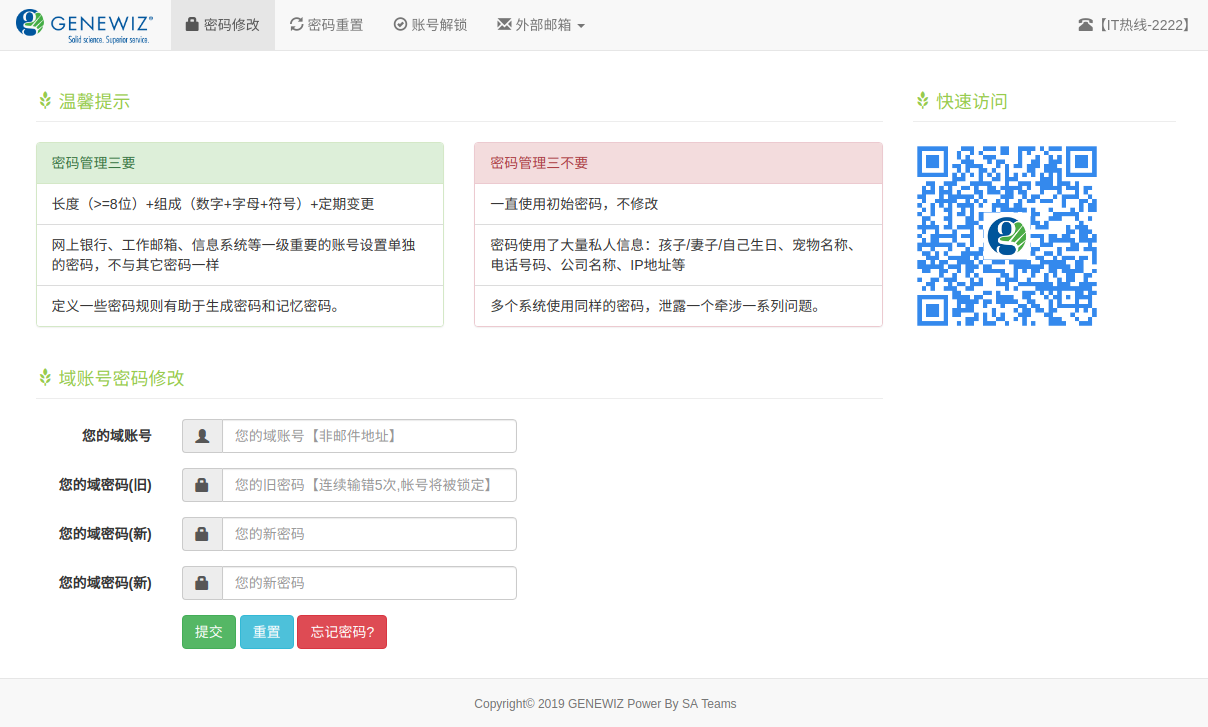 GENEWIZ®
Solid science. Superior service.
密码修改
密码重置
账号解锁
外部邮箱
【IT热线-2222】
温馨提示
快速访问
密码管理三要
长度（>=8位）+组成（数字+字母+符号）+定期变更
网上银行、工作邮箱、信息系统等一级重要的账号设置单独
的密码，不与其它密码一样
定义一些密码规则有助于生成密码和记忆密码。
密码管理三不要
一直使用初始密码，不修改
密码使用了大量私人信息：孩子/妻子/自己生日、宠物名称、
电话号码、公司名称、IP地址等
多个系统使用同样的密码，泄露一个牵涉一系列问题。
域账号密码修改
您的域账号
您的域账号【非邮件地址】
您的域密码(旧)
您的旧密码【连续输错5次,帐号将被锁定】
您的域密码(新)
您的新密码
您的域密码(新)
您的新密码
提交
重置
忘记密码?
Copyright© 2019 GENEWIZ Power By SA Teams